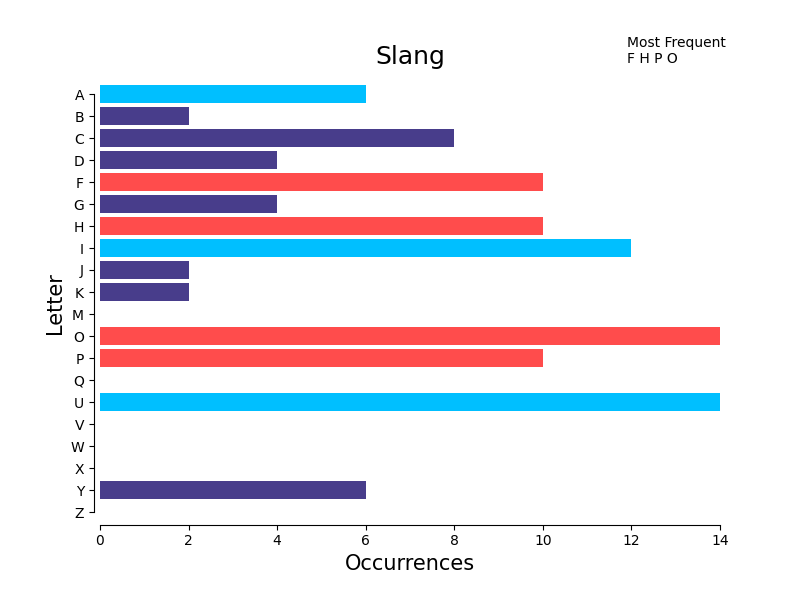 Slang
Most Frequent
F H P O
A
B
C
D
F
G
H
I
J
K
M
O
P
Q
U
V
W
X
Y
Z
Letter
0 2 4 6 8 10 12 14
Occurrences